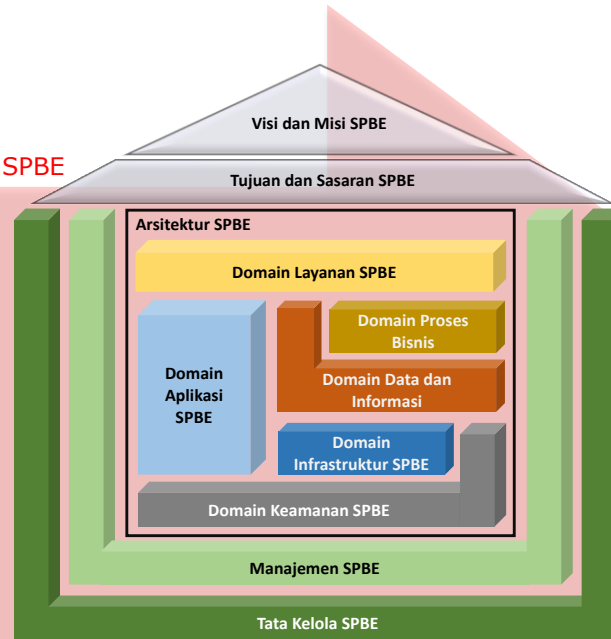 Visi dan Misi SPBE
SPBE
Tujuan dan Sasaran SPBE
Arsitektur SPBE
Domain Layanan SPBE
Domain Proses
Bisnis
Domain
Aplikasi
SPBE
Domain Data dan
Informasi
Domain
Infrastruktur SPBE
Domain Keamanan SPBE
Manajemen SPBE
Tata Kelola SPBE